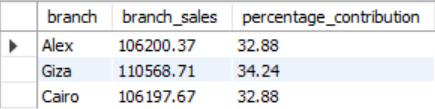 branch branch_sales percentage_contribution
Alex 106200.37 32.88
Giza 110568.71 34.24
Cairo 106197.67 32.88